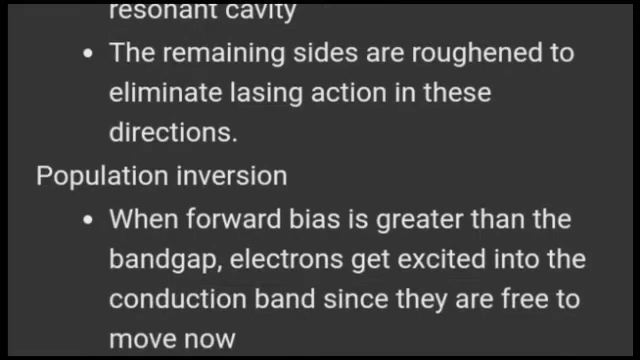 resonant cavity
• The remaining sides are roughened to
eliminate lasing action in these
directions.
Population inversion
• When forward bias is greater than the
bandgap, electrons get excited into the
conduction band since they are free to
move now